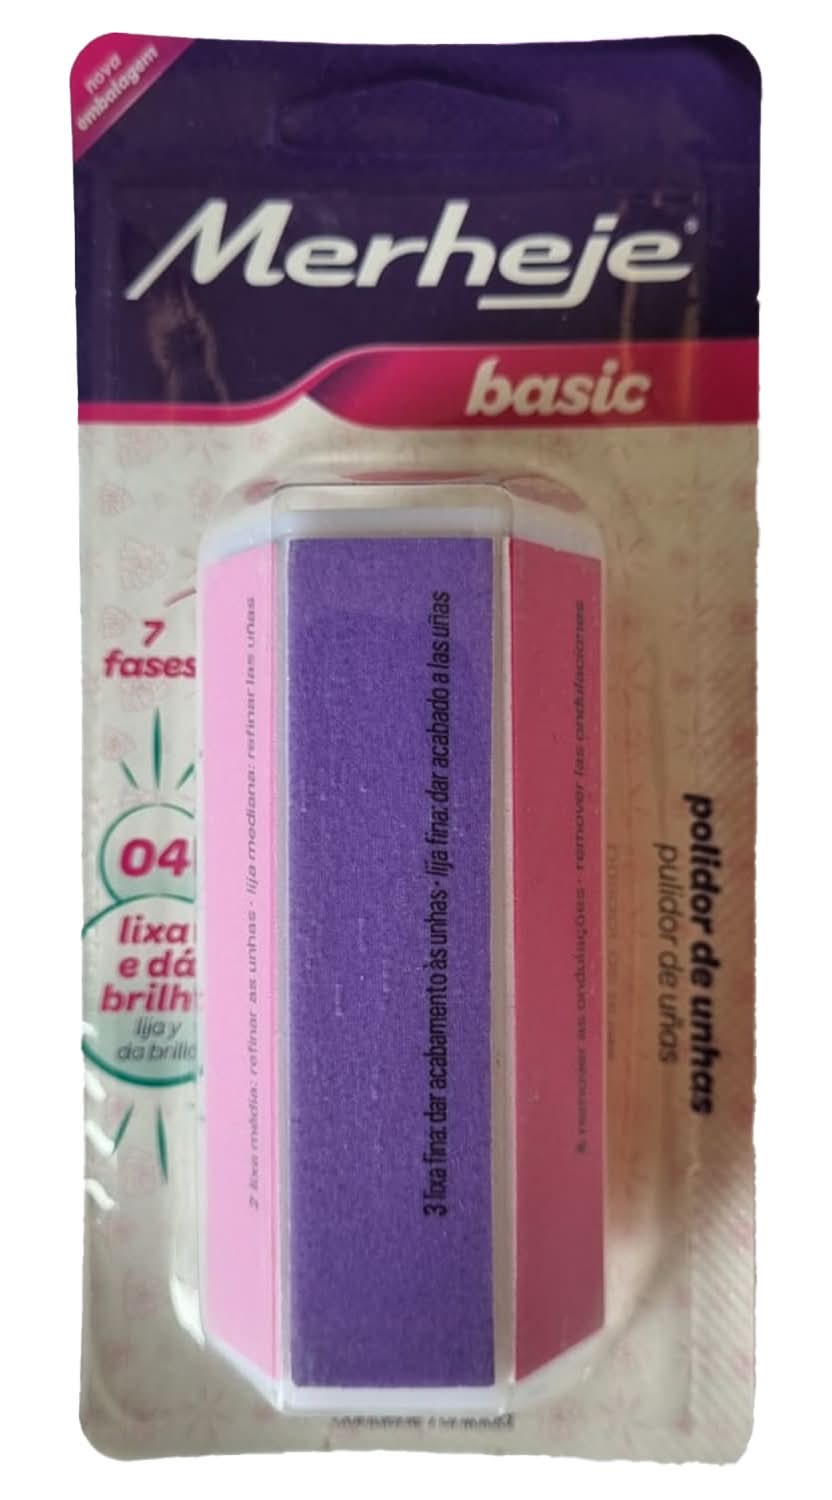 nova
embalagem
Merheje
basic
7
fases
04
lixa
e dá
brilh
lija y
da brillo
2 lixa média: refinar as unhas · lija mediana: refinar las uñas
3 lixa fina: dar acabamento às unhas · lija fina: dar acabado a las uñas
4 remover as ondulações · remover las ondulaciones
polidor de unhas
pulidor de uñas